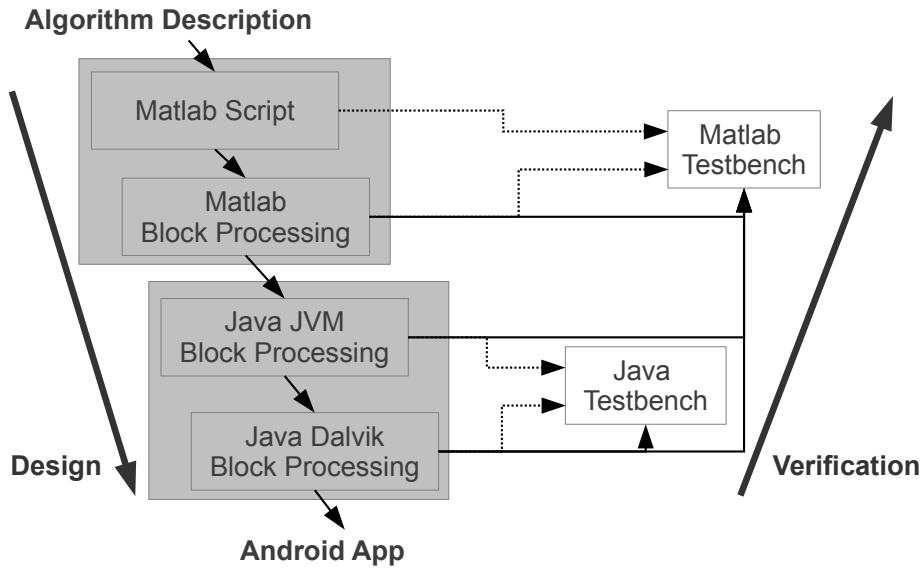 Algorithm Description
Matlab Script
Matlab
Testbench
Matlab
Block Processing
Java JVM
Block Processing
Java
Testbench
Java Dalvik
Block Processing
Design
Verification
Android App